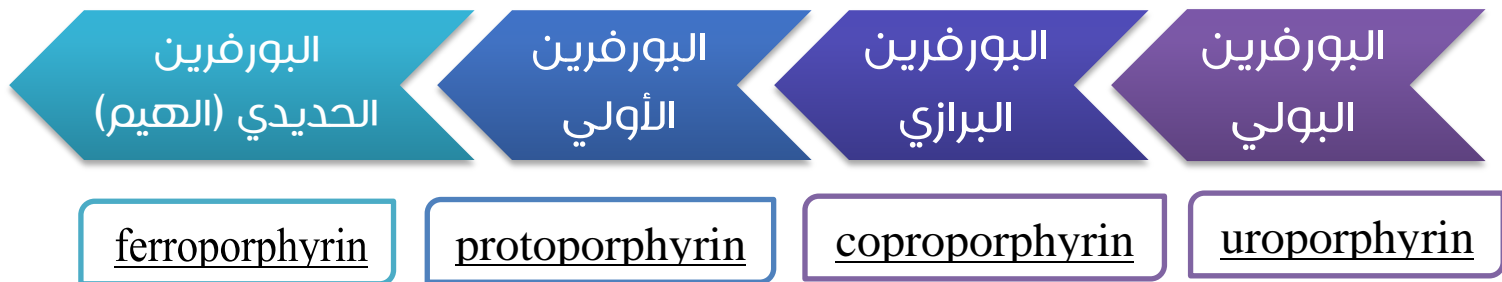 البورفرين
البولي
البورفرين
البرازي
البورفرين
الأولي
البورفرين
الحديدي (الهيم)
uroporphyrin
coproporphyrin
protoporphyrin
ferroporphyrin